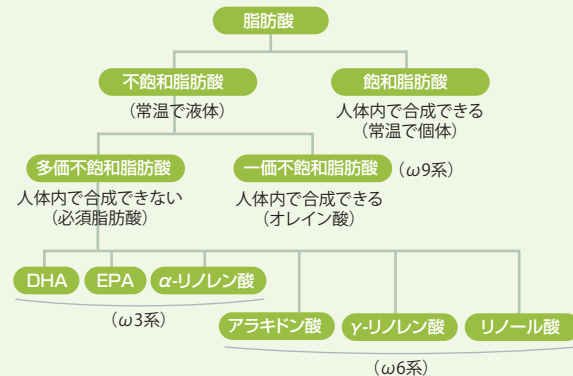 脂肪酸
不飽和脂肪酸
飽和脂肪酸
(常温で液体)
人体内で合成できる
(常温で個体)
多価不飽和脂肪酸
一価不飽和脂肪酸
(ω9系)
人体内で合成できない
(必須脂肪酸)
人体内で合成できる
(オレイン酸)
DHA
EPA
α-リノレン酸
(ω3系)
アラキドン酸
γ-リノレン酸
リノール酸
(ω6系)